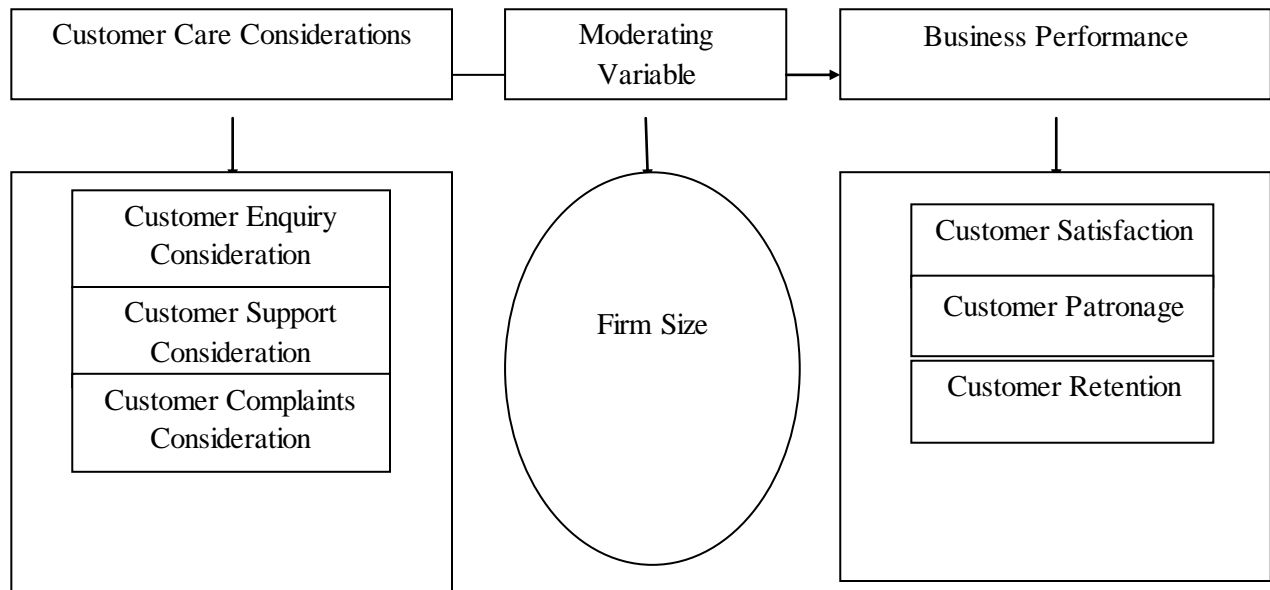 Customer Care Considerations
Moderating
Variable
Business Performance
Customer Enquiry
Consideration
Customer Support
Consideration
Customer Complaints
Consideration
Firm Size
Customer Satisfaction
Customer Patronage
Customer Retention